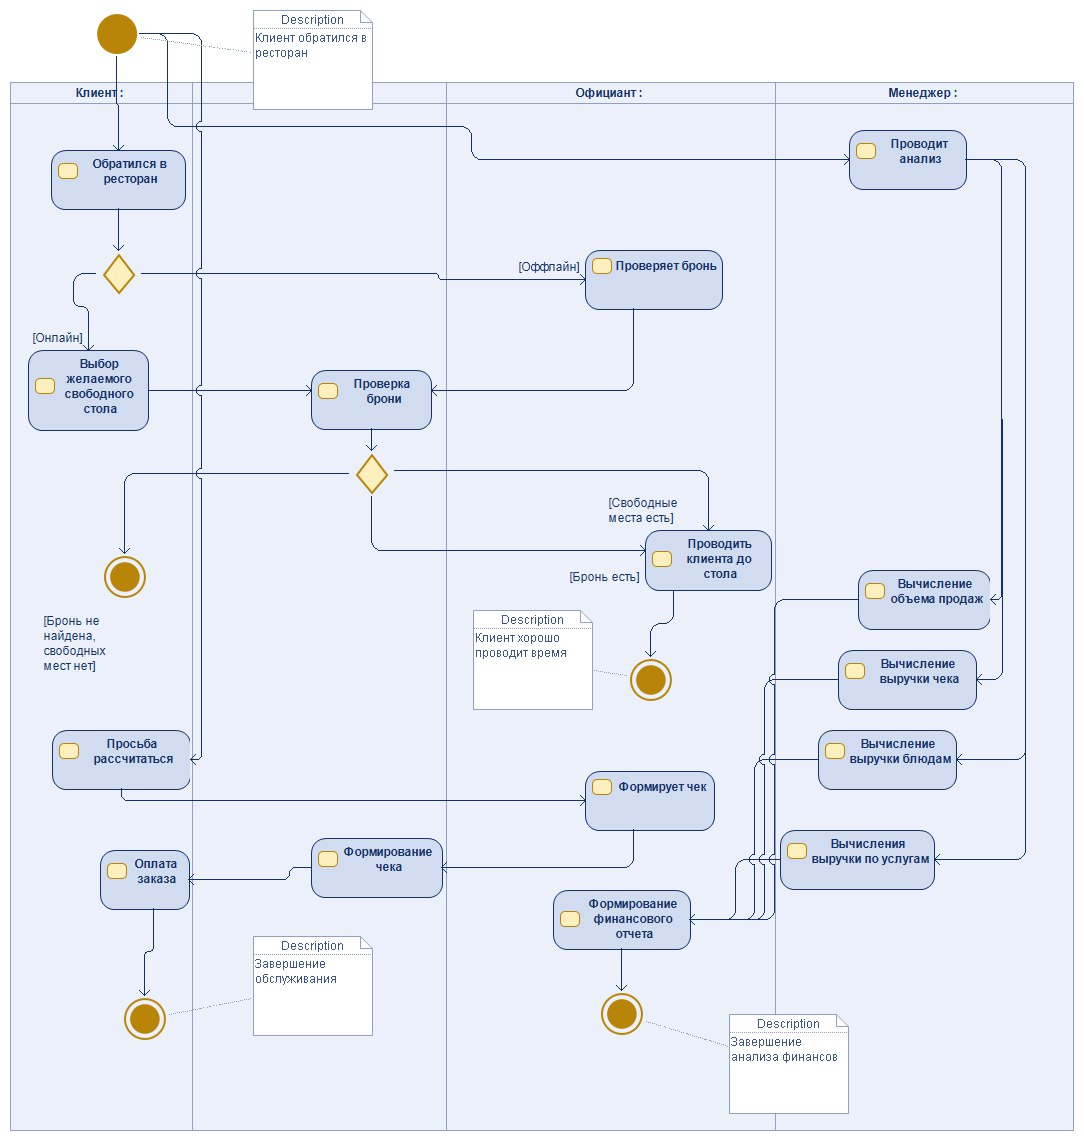 Description
Клиент обратился в
ресторан
Клиент :
Официант :
Менеджер :
Обратился в
ресторан
Проводит
анализ
[Оффлайн]
Проверяет бронь
[Онлайн]
Выбор
желаемого
свободного
стола
Проверка
брони
[Свободные
места есть]
Проводить
клиента до
стола
[Бронь есть]
Вычисление
объема продаж
[Бронь не
найдена,
свободных
мест нет]
Description
Клиент хорошо
проводит время
Вычисление
выручки чека
Просьба
рассчитаться
Вычисление
выручки блюдам
Формирует чек
Вычисления
выручки по услугам
Формирование
чека
Оплата
заказа
Формирование
финансового
отчета
Description
Завершение
обслуживания
Description
Завершение
анализа финансов